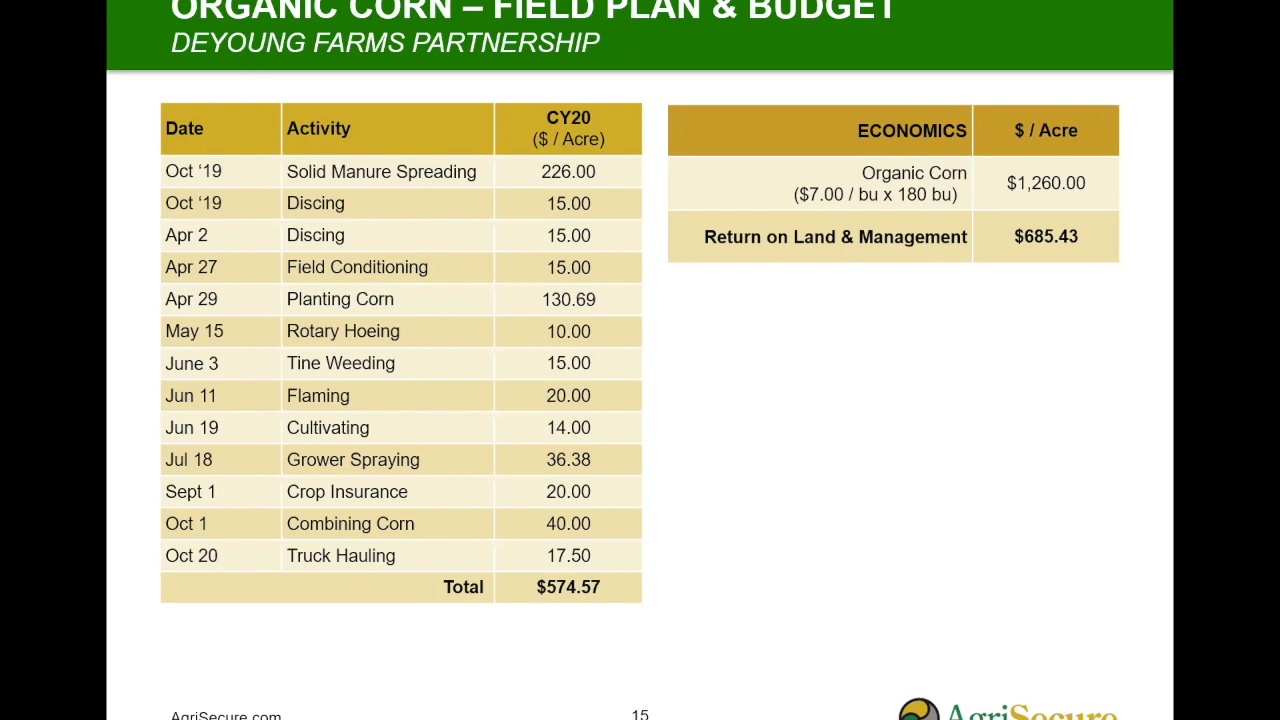 ORGANIC CORN – FIELD PLAN & BUDGET
DEYOUNG FARMS PARTNERSHIP
Date Activity CY20 ($ / Acre)
Oct ‘19 Solid Manure Spreading 226.00
Oct ‘19 Discing 15.00
Apr 2 Discing 15.00
Apr 27 Field Conditioning 15.00
Apr 29 Planting Corn 130.69
May 15 Rotary Hoeing 10.00
June 3 Tine Weeding 15.00
Jun 11 Flaming 20.00
Jun 19 Cultivating 14.00
Jul 18 Grower Spraying 36.38
Sept 1 Crop Insurance 20.00
Oct 1 Combining Corn 40.00
Oct 20 Truck Hauling 17.50
Total $574.57
ECONOMICS $ / Acre
Organic Corn
($7.00 / bu x 180 bu) $1,260.00
Return on Land & Management $685.43
AgriSecure.com
15
AgriSecure